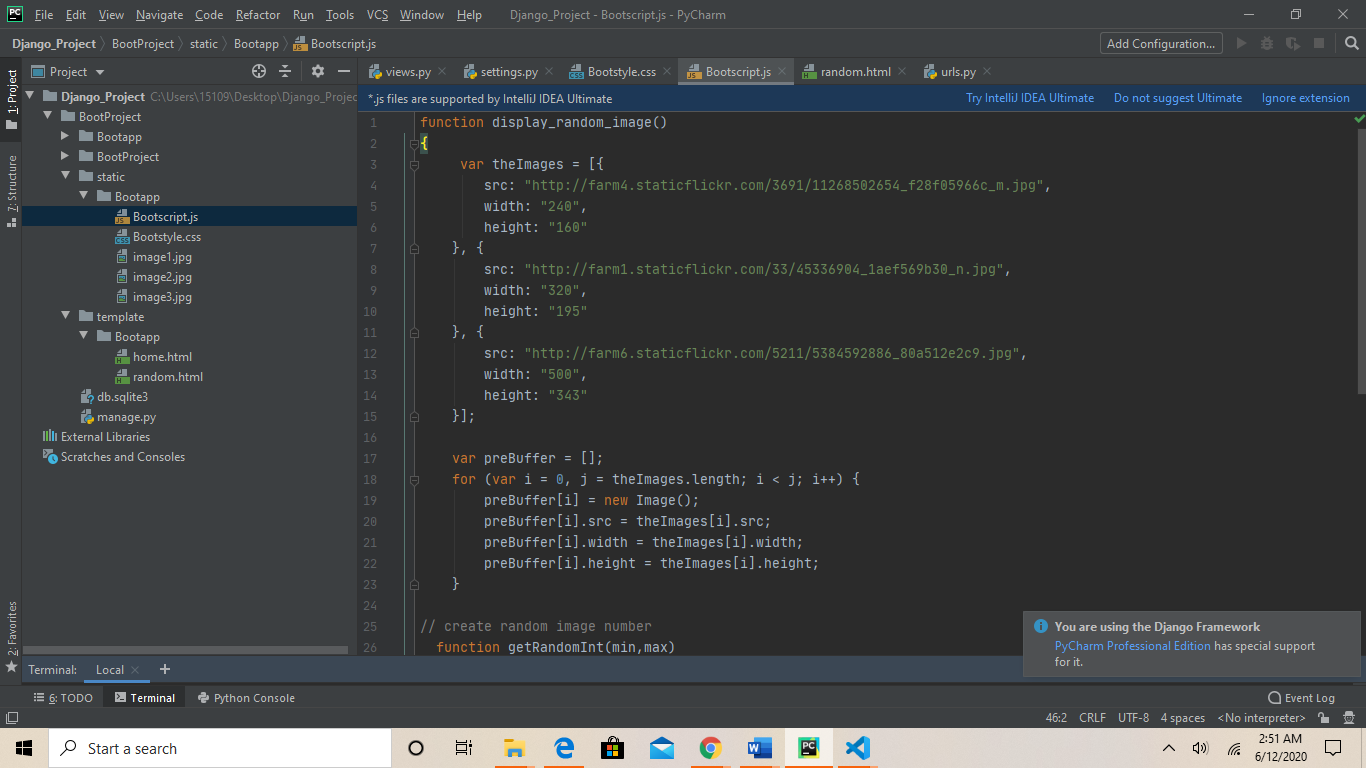 PC File Edit View Navigate Code Refactor Run Tools VCS Window Help Django_Project - Bootscript.js - PyCharm
Django_Project BootProject static Bootapp Bootscript.js Add Configuration...
Project views.py settings.py Bootstyle.css Bootscript.js random.html urls.py
1: Project
7: Structure
2: Favorites
Django_Project C:\Users\15109\Desktop\Django_Projec
BootProject
Bootapp
BootProject
static
Bootapp
Bootscript.js
Bootstyle.css
image1.jpg
image2.jpg
image3.jpg
template
Bootapp
home.html
random.html
db.sqlite3
manage.py
External Libraries
Scratches and Consoles
*.js files are supported by IntelliJ IDEA Ultimate Try IntelliJ IDEA Ultimate Do not suggest Ultimate Ignore extension
1 function display_random_image()
2 {
3 var theImages = [{
4 src: "http://farm4.staticflickr.com/3691/11268502654_f28f05966c_m.jpg",
5 width: "240",
6 height: "160"
7 }, {
8 src: "http://farm1.staticflickr.com/33/45336904_1aef569b30_n.jpg",
9 width: "320",
10 height: "195"
11 }, {
12 src: "http://farm6.staticflickr.com/5211/5384592886_80a512e2c9.jpg",
13 width: "500",
14 height: "343"
15 }];
16
17 var preBuffer = [];
18 for (var i = 0, j = theImages.length; i < j; i++) {
19 preBuffer[i] = new Image();
20 preBuffer[i].src = theImages[i].src;
21 preBuffer[i].width = theImages[i].width;
22 preBuffer[i].height = theImages[i].height;
23 }
24
25 // create random image number
26 function getRandomInt(min,max)
You are using the Django Framework
PyCharm Professional Edition has special support
for it.
Terminal: Local
6: TODO Terminal Python Console Event Log
46:2 CRLF UTF-8 4 spaces <No interpreter>
Start a search
2:51 AM
6/12/2020